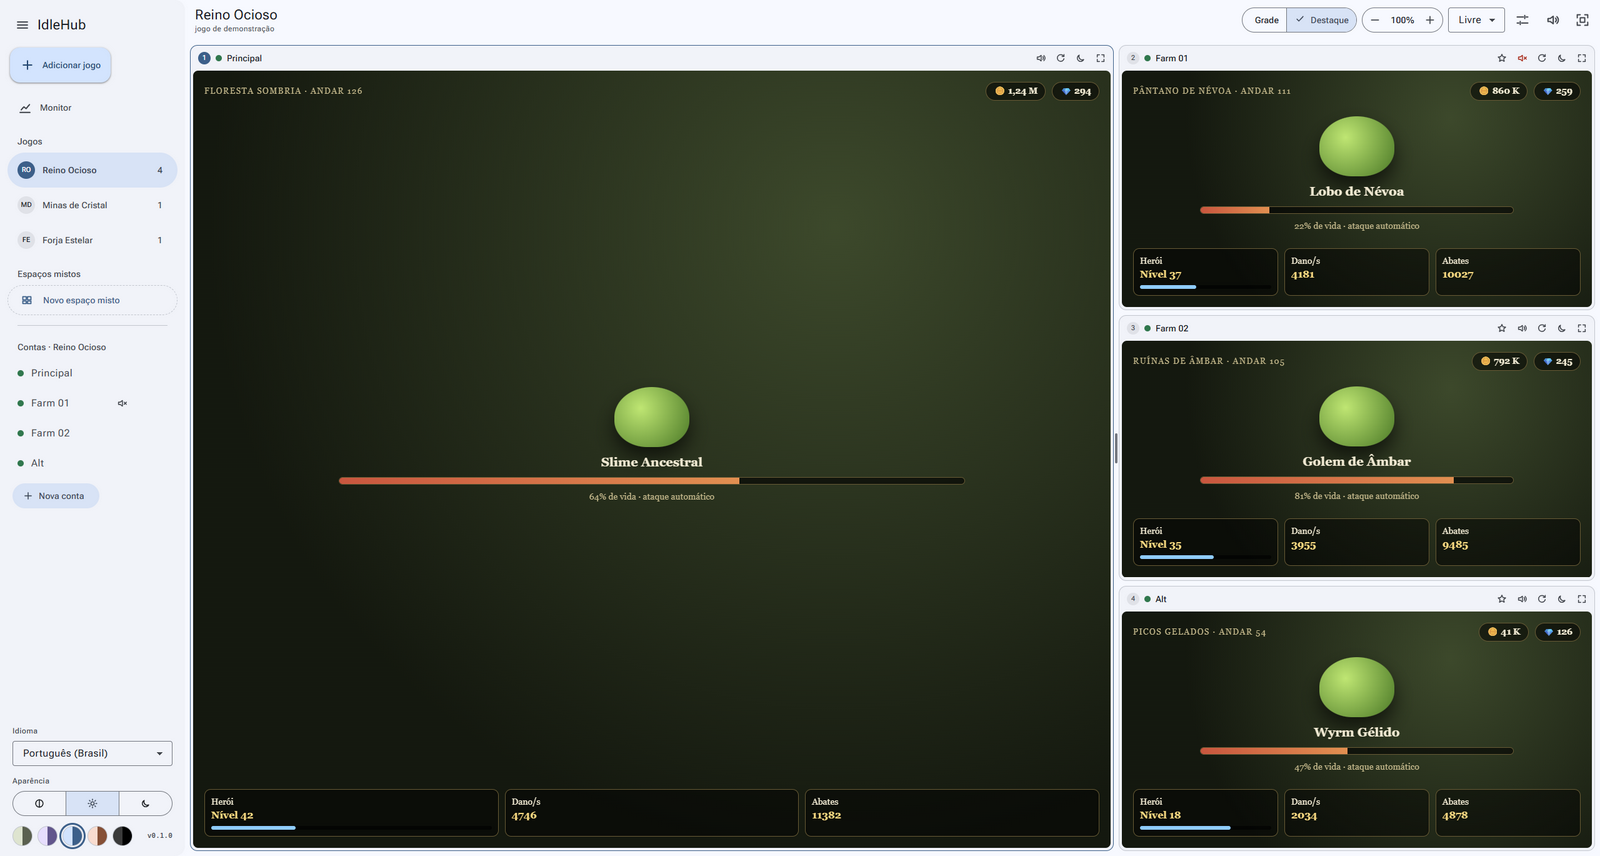 IdleHub
Adicionar jogo
Monitor
Jogos
RO Reino Ocioso 4
MD Minas de Cristal 1
FE Forja Estelar 1
Espaços mistos
Novo espaço misto
Contas · Reino Ocioso
Principal
Farm 01
Farm 02
Alt
Nova conta
Idioma
Português (Brasil)
Aparência
v0.1.0
Reino Ocioso
jogo de demonstração
Grade Destaque 100% Livre
1 Principal
FLORESTA SOMBRIA · ANDAR 126 1,24 M 294
Slime Ancestral
64% de vida · ataque automático
Herói Dano/s Abates
Nível 42 4746 11382
2 Farm 01
PÂNTANO DE NÉVOA · ANDAR 111 860 K 259
Lobo de Névoa
22% de vida · ataque automático
Herói Dano/s Abates
Nível 37 4181 10027
3 Farm 02
RUÍNAS DE ÂMBAR · ANDAR 105 792 K 245
Golem de Âmbar
81% de vida · ataque automático
Herói Dano/s Abates
Nível 35 3955 9485
4 Alt
PICOS GELADOS · ANDAR 54 41 K 126
Wyrm Gélido
47% de vida · ataque automático
Herói Dano/s Abates
Nível 18 2034 4878